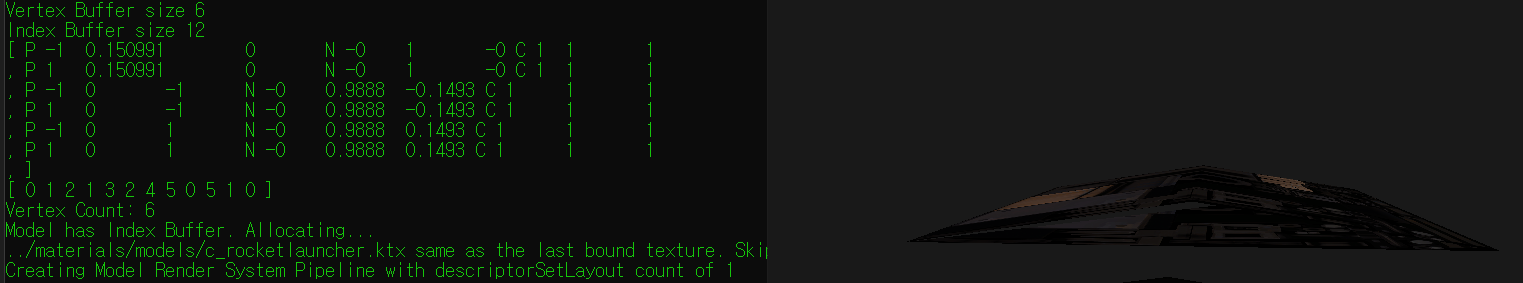 Vertex Buffer size 6
Index Buffer size 12
[ P -1 0.150991 0 N -0 1 -0 C 1 1 1
, P 1 0.150991 0 N -0 1 -0 C 1 1 1
, P -1 0 -1 N -0 0.9888 -0.1493 C 1 1 1
, P 1 0 -1 N -0 0.9888 -0.1493 C 1 1 1
, P -1 0 1 N -0 0.9888 0.1493 C 1 1 1
, P 1 0 1 N -0 0.9888 0.1493 C 1 1 1
, ]
[ 0 1 2 1 3 2 4 5 0 5 1 0 ]
Vertex Count: 6
Model has Index Buffer. Allocating...
../materials/models/c_rocketlauncher.ktx same as the last bound texture. Skip
Creating Model Render System Pipeline with descriptorSetLayout count of 1